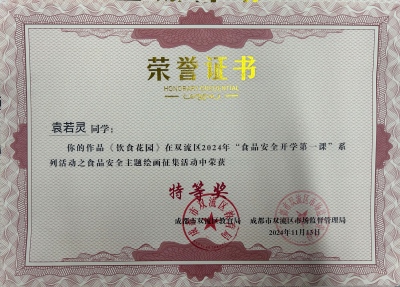 荣誉证书
袁若灵 同学：
你的作品《饮食花园》在双流区2024年“食品安全开学第一课”系
列活动之食品安全主题绘画征集活动中荣获
特等奖
成都市双流区教育局 成都市双流区市场监督管理局
2024年11月13日